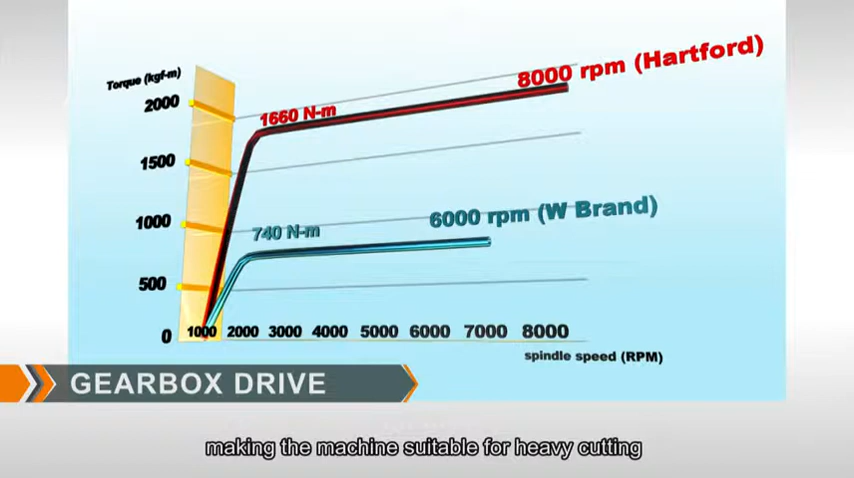 Torque (kgf-m)
8000 rpm (Hartford)
2000
1660 N-m
1500
6000 rpm (W Brand)
1000
740 N-m
500
0
1000 2000 3000 4000 5000 6000 7000 8000
spindle speed (RPM)
GEARBOX DRIVE
making the machine suitable for heavy cutting